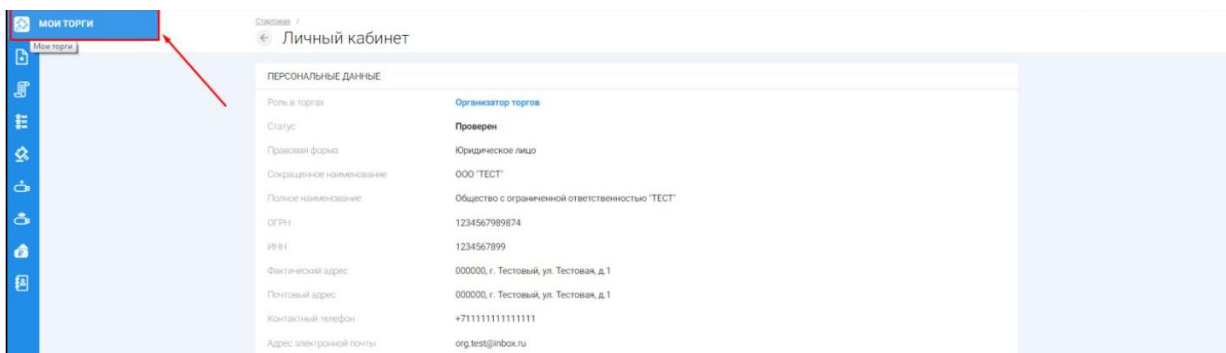 МОИ ТОРГИ
Мои торги
Стартовая /
Личный кабинет
ПЕРСОНАЛЬНЫЕ ДАННЫЕ
Роль в торгах Организатор торгов
Статус Проверен
Правовая форма Юридическое лицо
Сокращенное наименование ООО "ТЕСТ"
Полное наименование Общество с ограниченной ответственностью "ТЕСТ"
ОГРН 1234567989874
ИНН 1234567899
Фактический адрес 000000, г. Тестовый, ул. Тестовая, д.1
Почтовый адрес 000000, г. Тестовый, ул. Тестовая, д.1
Контактный телефон +711111111111111
Адрес электронной почты org.test@inbox.ru